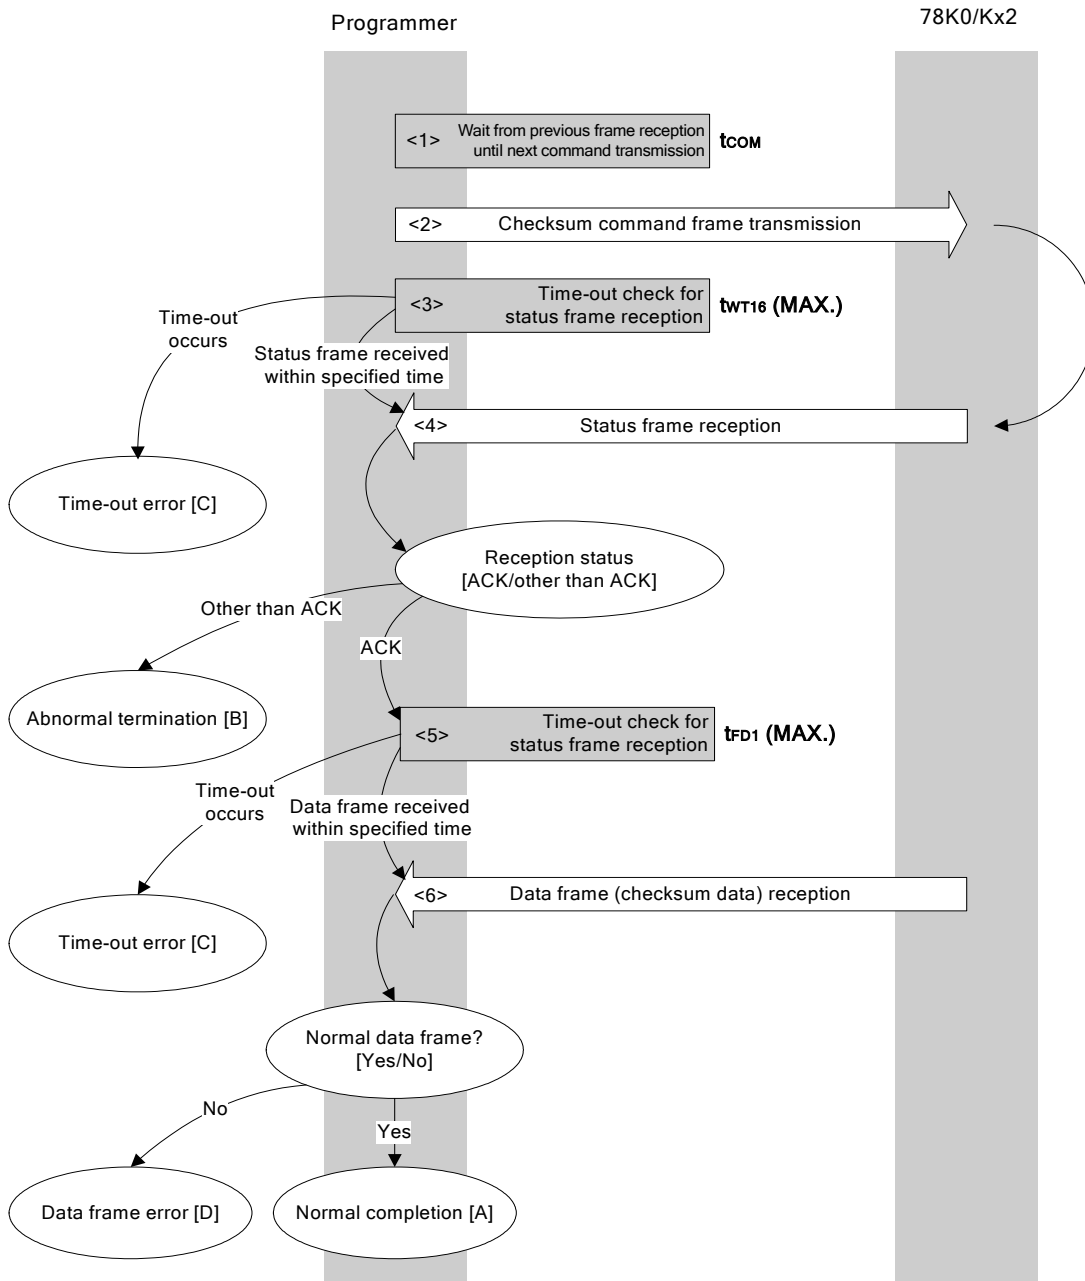 Programmer
78K0/Kx2
<1>
Wait from previous frame reception
until next command transmission
tCOM
<2>
Checksum command frame transmission
<3>
Time-out check for
status frame reception
tWT16 (MAX.)
Time-out
occurs
Status frame received
within specified time
<4>
Status frame reception
Time-out error [C]
Reception status
[ACK/other than ACK]
Other than ACK
ACK
Abnormal termination [B]
<5>
Time-out check for
status frame reception
tFD1 (MAX.)
Time-out
occurs
Data frame received
within specified time
<6>
Data frame (checksum data) reception
Time-out error [C]
Normal data frame?
[Yes/No]
No
Yes
Data frame error [D]
Normal completion [A]